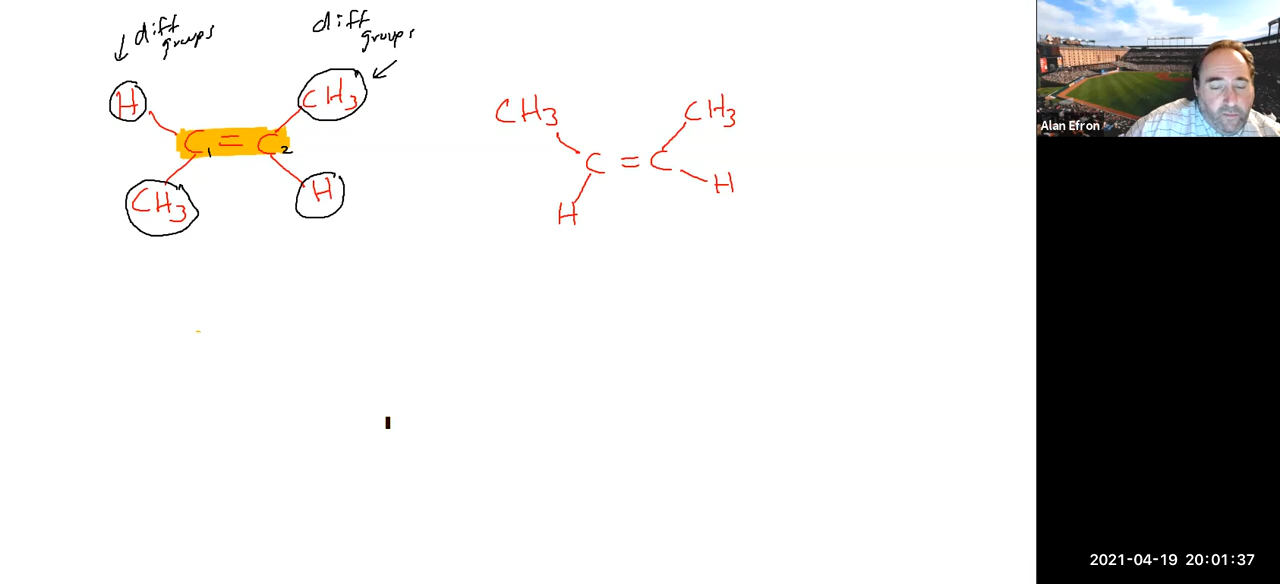 diff
groups
diff
groups
H
CH3
C1 = C2
CH3
H
CH3
CH3
C = C
H
H
Alan Efron
2021-04-19 20:01:37